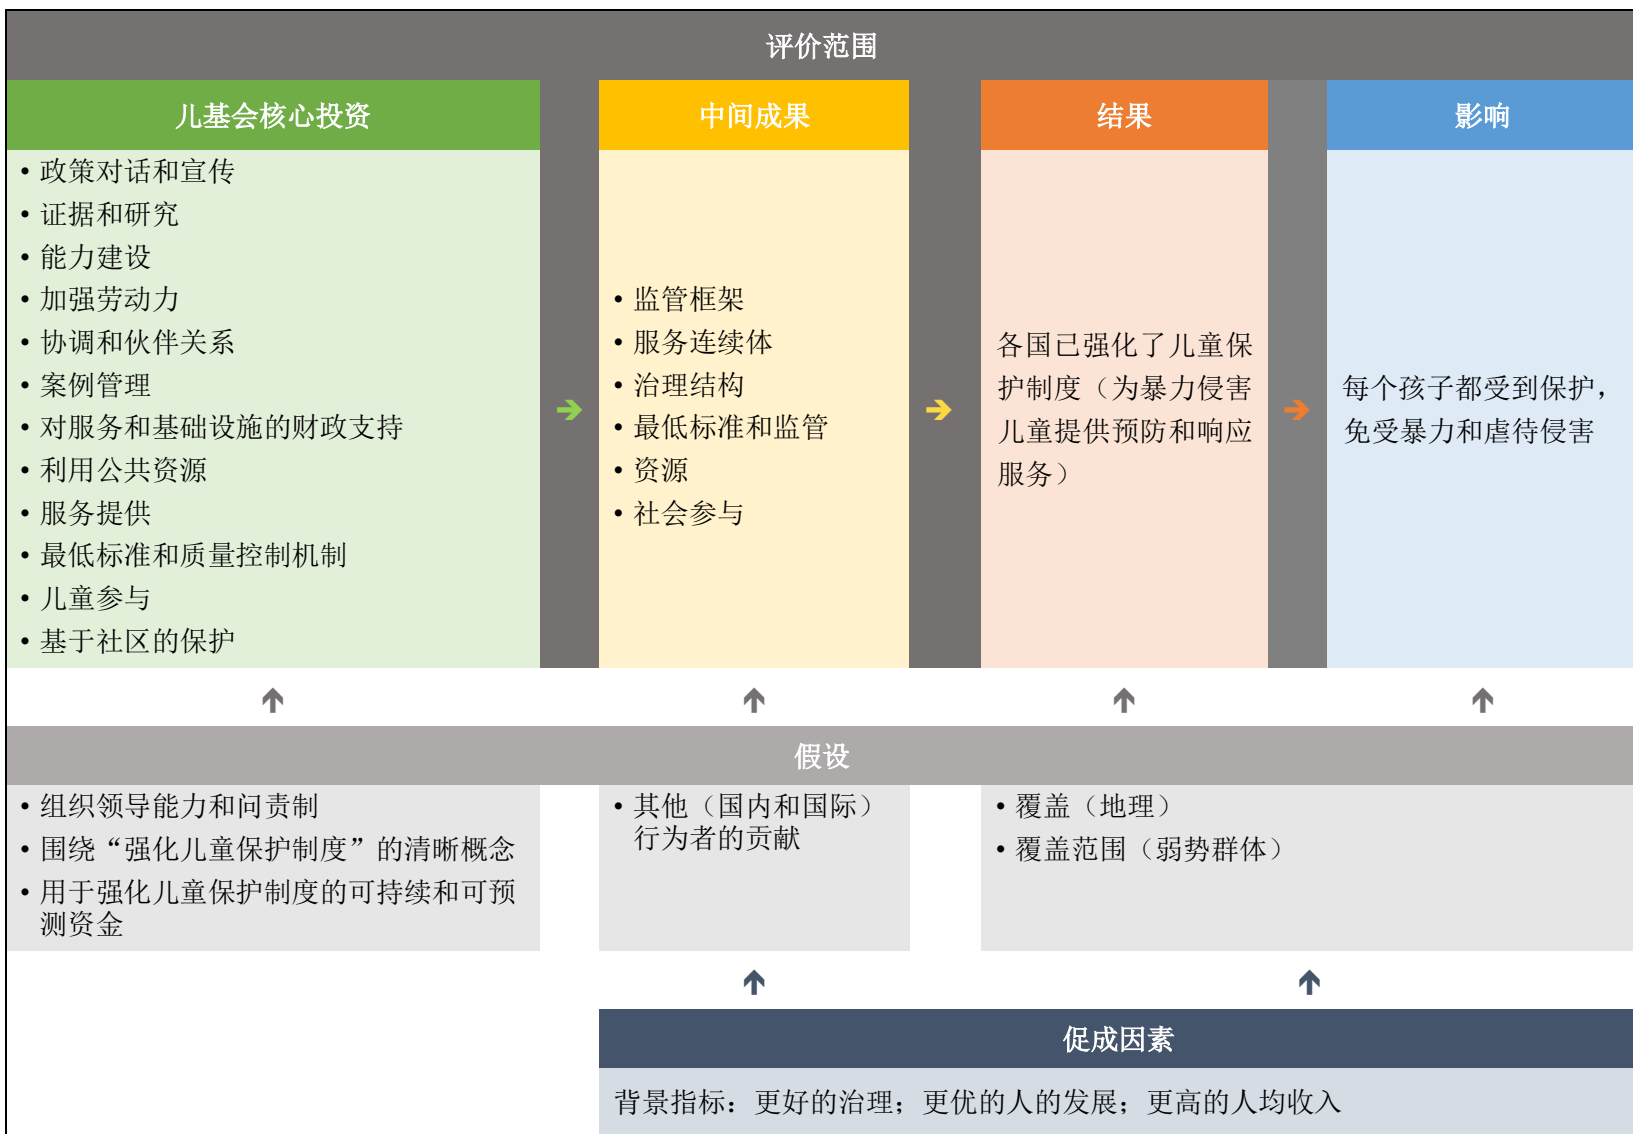 评价范围
儿基会核心投资
• 政策对话和宣传
• 证据和研究
• 能力建设
• 加强劳动力
• 协调和伙伴关系
• 案例管理
• 对服务和基础设施的财政支持
• 利用公共资源
• 服务提供
• 最低标准和质量控制机制
• 儿童参与
• 基于社区的保护
中间成果
• 监管框架
• 服务连续体
• 治理结构
• 最低标准和监管
• 资源
• 社会参与
结果
各国已强化了儿童保
护制度（为暴力侵害
儿童提供预防和响应
服务）
影响
每个孩子都受到保护，
免受暴力和虐待侵害
假设
• 组织领导能力和问责制
• 围绕“强化儿童保护制度”的清晰概念
• 用于强化儿童保护制度的可持续和可预
测资金
• 其他（国内和国际）
行为者的贡献
• 覆盖（地理）
• 覆盖范围（弱势群体）
促成因素
背景指标：更好的治理；更优的人的发展；更高的人均收入